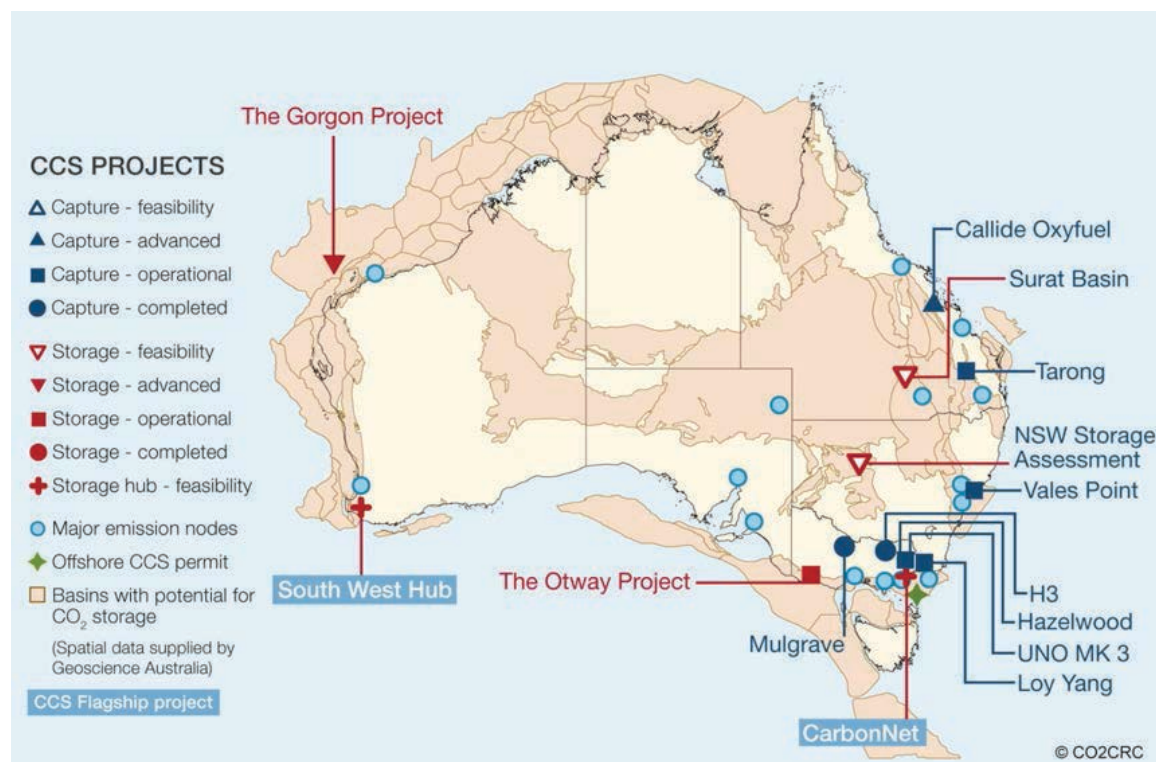 The Gorgon Project
CCS PROJECTS
Capture - feasibility
Capture - advanced
Capture - operational
Capture - completed
Storage - feasibility
Storage - advanced
Storage - operational
Storage - completed
Storage hub - feasibility
Major emission nodes
Offshore CCS permit
Basins with potential for
CO₂ storage
(Spatial data supplied by
Geoscience Australia)
CCS Flagship project
Callide Oxyfuel
Surat Basin
Tarong
NSW Storage
Assessment
Vales Point
South West Hub
The Otway Project
Mulgrave
H3
Hazelwood
UNO MK 3
Loy Yang
CarbonNet
© CO2CRC